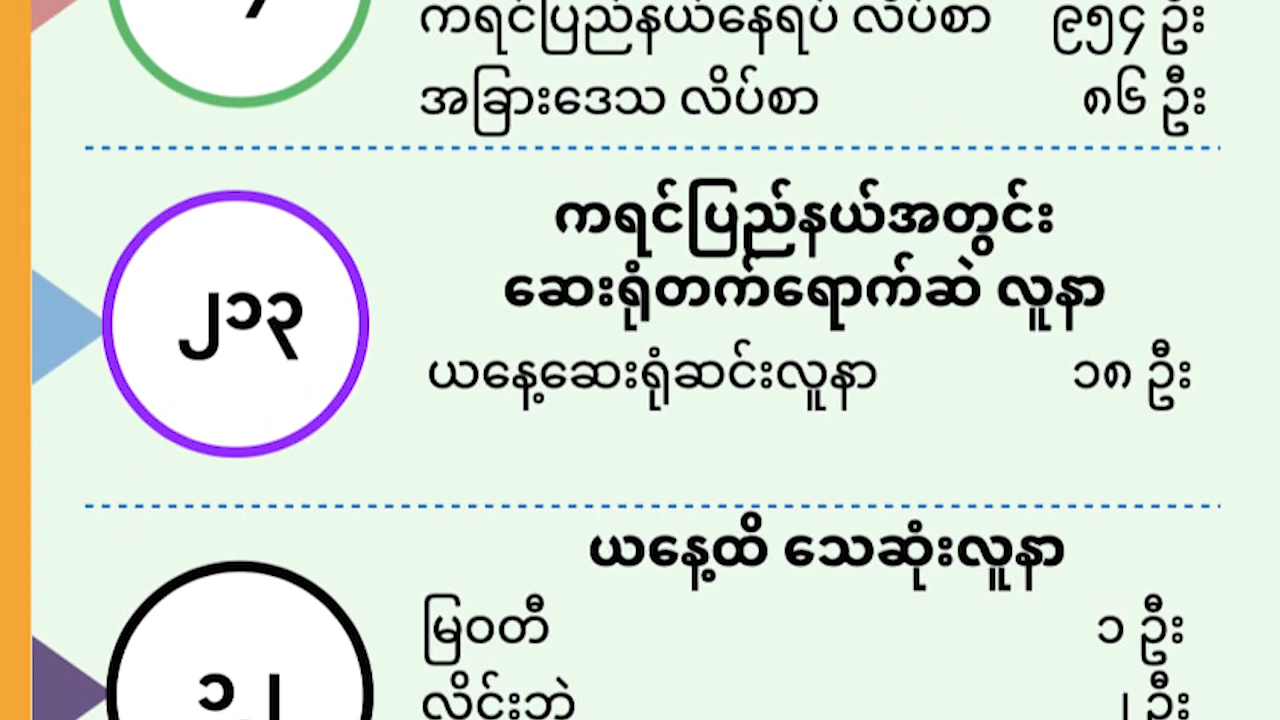 ကရင်ပြည်နယ်နေရပ် လိပ်စာ ၉၅၄ ဦး
အခြားဒေသ လိပ်စာ ၈၆ ဦး
ကရင်ပြည်နယ်အတွင်း
ဆေးရုံတက်ရောက်ဆဲ လူနာ
၂၁၃
ယနေ့ဆေးရုံဆင်းလူနာ ၁၈ ဦး
ယနေ့ထိ သေဆုံးလူနာ
မြဝတီ ၁ ဦး
လှိုင်းဘွဲ ဦး